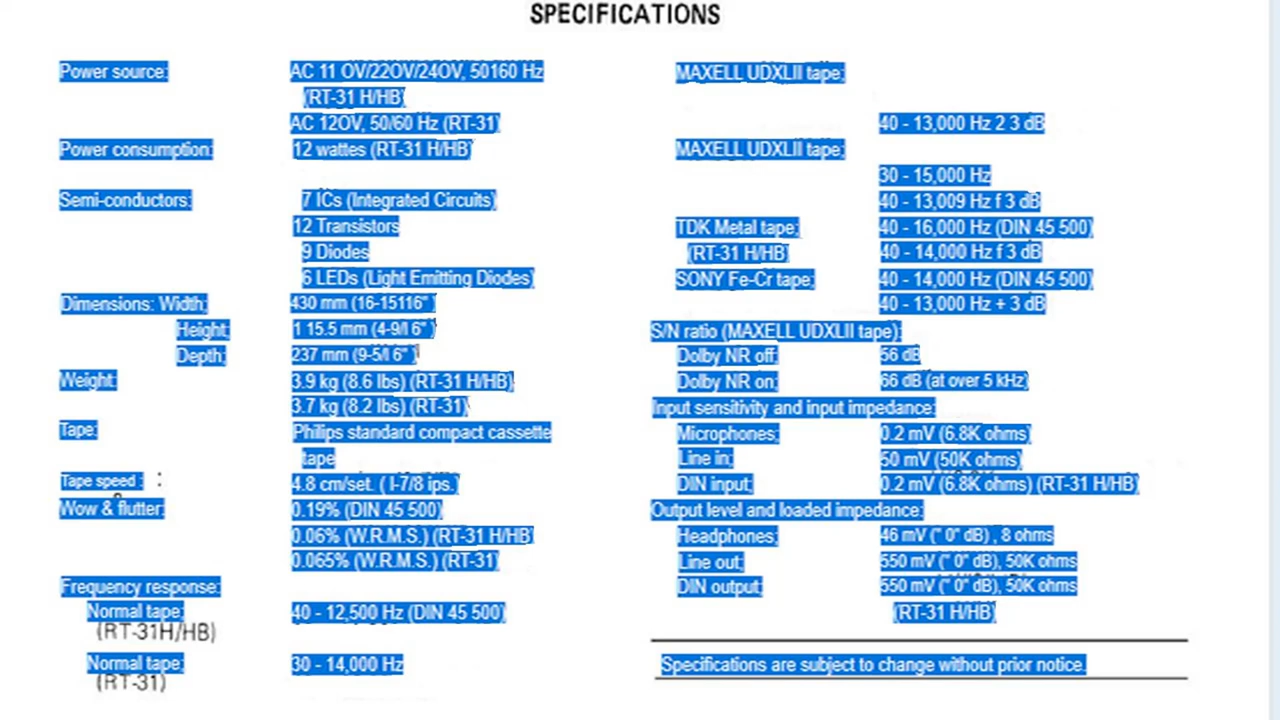 SPECIFICATIONS
Power source:
AC 11 OV/22OV/24OV, 50160 Hz
(RT-31 H/HB)
AC 12OV, 50/60 Hz (RT-31)
Power consumption:
12 wattes (RT-31 H/HB)
Semi-conductors:
7 ICs (Integrated Circuits)
12 Transistors
9 Diodes
6 LEDs (Light Emitting Diodes)
Dimensions: Width;
430 mm (16-15116" )
Height;
1 15.5 mm (4-9/l 6" )
Depth;
237 mm (9-5/l 6" )
Weight:
3.9 kg (8.6 lbs) (RT-31 H/HB)
3.7 kg (8.2 lbs) (RT-31)
Tape:
Philips standard compact cassette
tape
Tape speed : :
4.8 cm/set. ( l-7/8 ips.)
Wow & flutter:
0.19% (DIN 45 500)
0.06% (W.R.M.S.) (RT-31 H/HB)
0.065% (W.R.M.S.) (RT-31)
Frequency response:
Normal tape;
40 - 12,500 Hz (DIN 45 500)
(RT-31H/HB)
Normal tape;
30 - 14,000 Hz
(RT-31)
MAXELL UDXLII tape;
40 - 13,000 Hz 2 3 dB
MAXELL UDXLII tape;
30 - 15,000 Hz
40 - 13,009 Hz f 3 dB
TDK Metal tape;
40 - 16,000 Hz (DIN 45 500)
(RT-31 H/HB)
40 - 14,000 Hz f 3 dB
SONY Fe-Cr tape;
40 - 14,000 Hz (DIN 45 500)
40 - 13,000 Hz + 3 dB
S/N ratio (MAXELL UDXLII tape):
Dolby NR off;
56 dB
Dolby NR on;
66 dB (at over 5 kHz)
Input sensitivity and input impedance:
Microphones;
0.2 mV (6.8K ohms)
Line in;
50 mV (50K ohms)
DIN input;
0.2 mV (6.8K ohms) (RT-31 H/HB)
Output level and loaded impedance:
Headphones;
46 mV (" 0" dB) , 8 ohms
Line out;
550 mV (" 0" dB), 50K ohms
DIN output;
550 mV (" 0" dB), 50K ohms
(RT-31 H/HB)
Specifications are subject to change without prior notice.